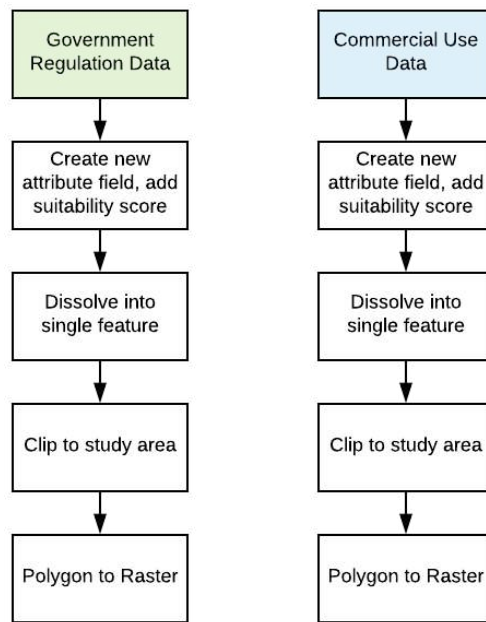 Government
Regulation Data
Create new
attribute field, add
suitability score
Dissolve into
single feature
Clip to study area
Polygon to Raster
Commercial Use
Data
Create new
attribute field, add
suitability score
Dissolve into
single feature
Clip to study area
Polygon to Raster